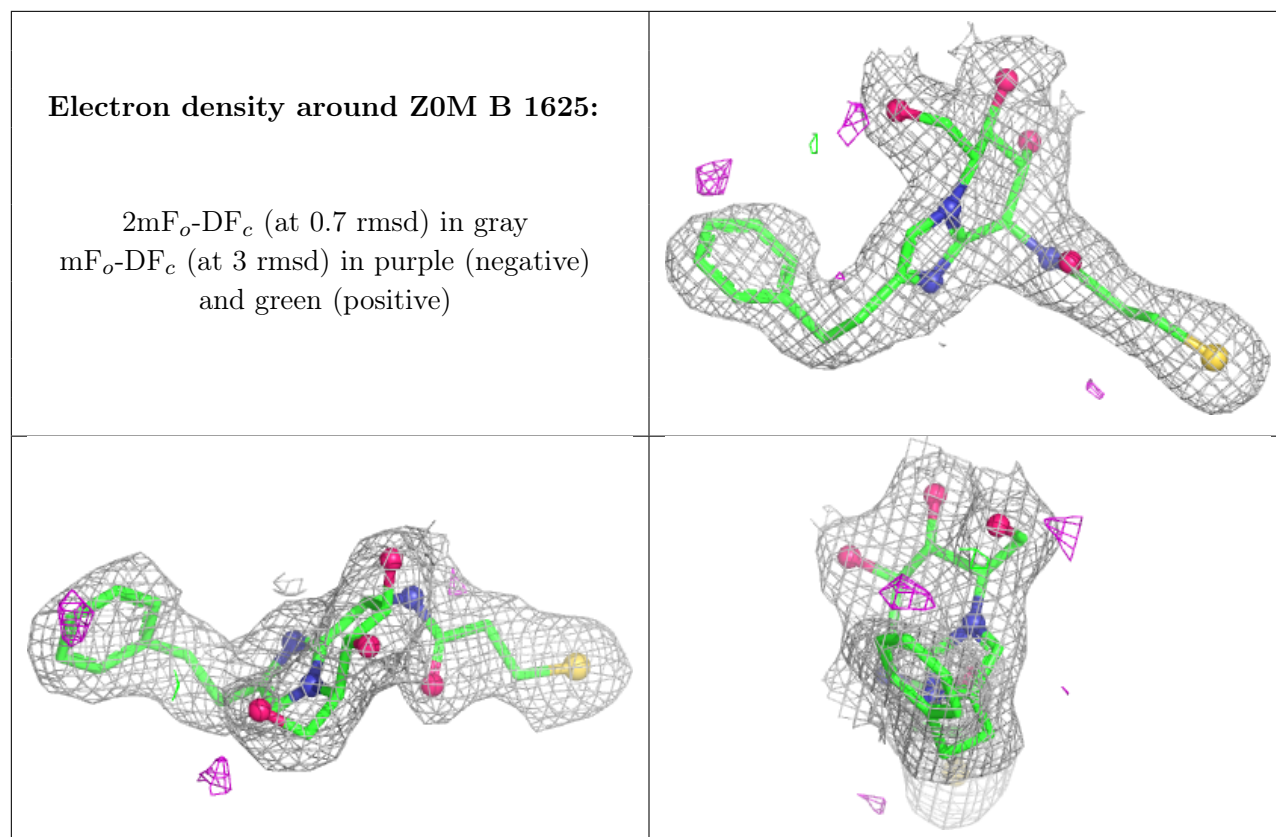 Electron density around Z0M B 1625:
2mFₒ-DF𝒸 (at 0.7 rmsd) in gray
mFₒ-DF𝒸 (at 3 rmsd) in purple (negative)
and green (positive)